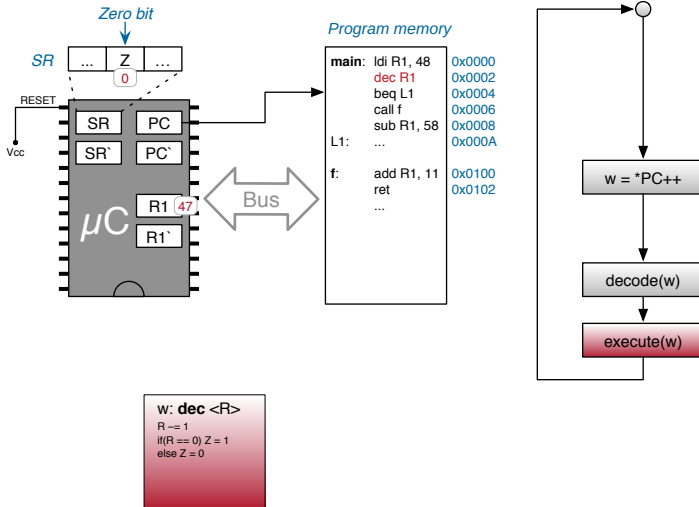 Zero bit
SR ... Z ...
0
RESET
Vcc
SR PC
SR` PC`
R1 47
R1`
µC
Bus
Program memory
main: ldi R1, 48 0x0000
dec R1 0x0002
beq L1 0x0004
call f 0x0006
sub R1, 58 0x0008
L1: ... 0x000A
f: add R1, 11 0x0100
ret 0x0102
...
w = *PC++
decode(w)
execute(w)
w: dec <R>
R -= 1
if(R == 0) Z = 1
else Z = 0